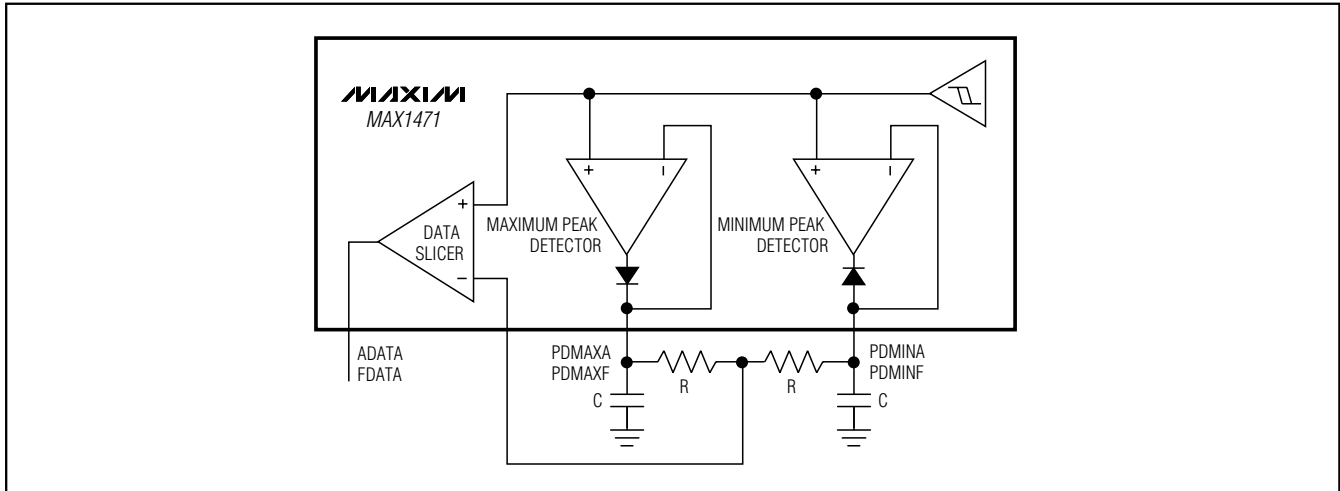 MAXIM
MAX1471
DATA
SLICER
+
−
MAXIMUM PEAK
DETECTOR
+
−
MINIMUM PEAK
DETECTOR
+
−
ADATA
FDATA
PDMAXA
PDMAXF
R
R
PDMINA
PDMINF
C
C